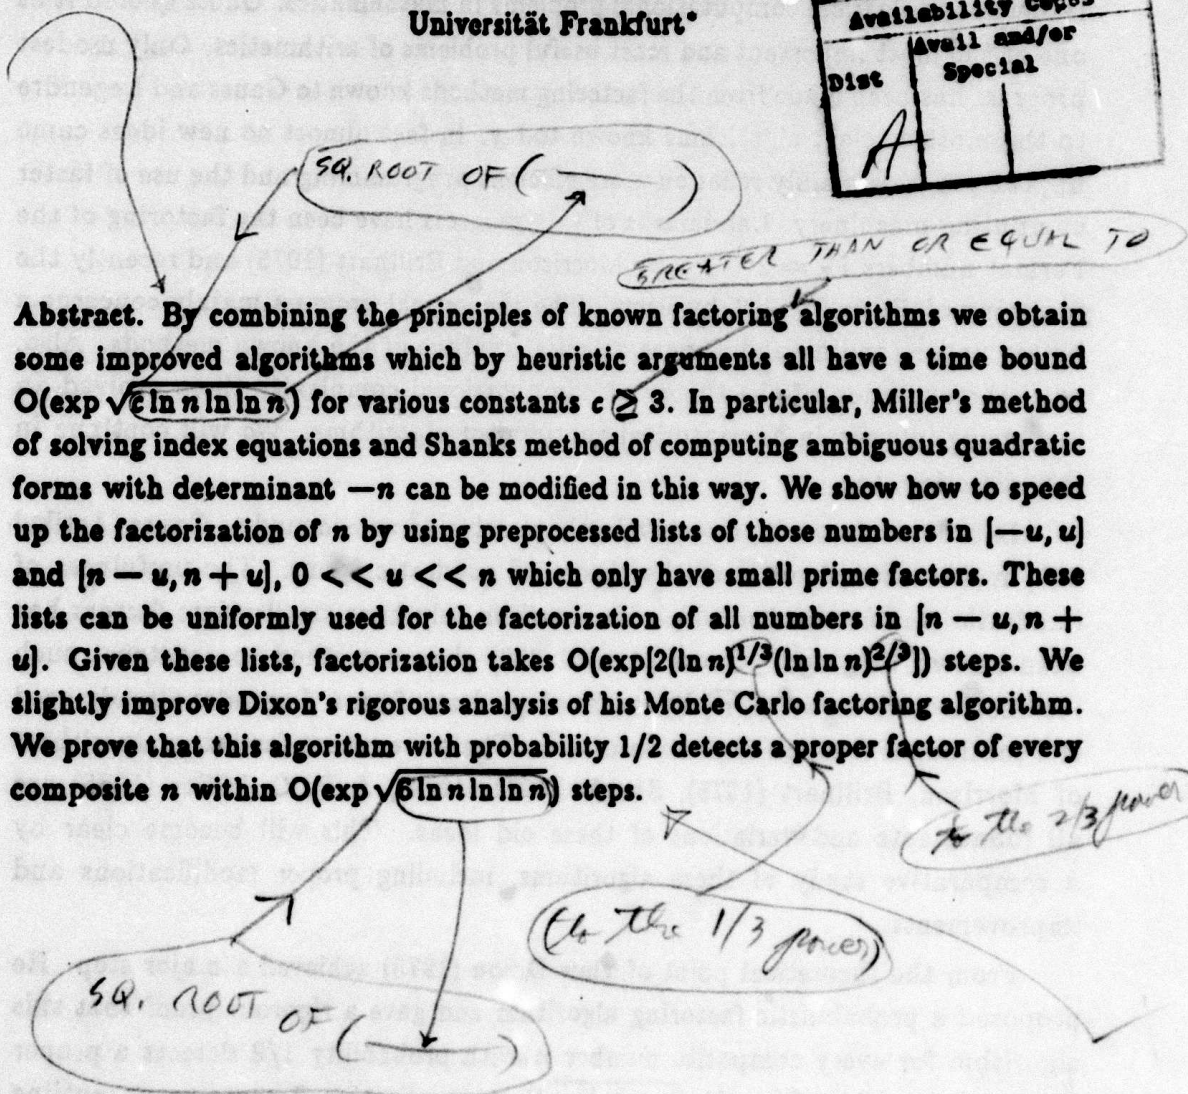 Universität Frankfurt*
Availability Codes
Avail and/or
Dist
Special
A
SQ. ROOT OF (       )
GREATER THAN OR EQUAL TO
Abstract. By combining the principles of known factoring algorithms we obtain
some improved algorithms which by heuristic arguments all have a time bound
O(exp √(c ln n ln ln n)) for various constants c ≥ 3. In particular, Miller's method
of solving index equations and Shanks method of computing ambiguous quadratic
forms with determinant −n can be modified in this way. We show how to speed
up the factorization of n by using preprocessed lists of those numbers in [−u, u]
and [n − u, n + u], 0 << u << n which only have small prime factors. These
lists can be uniformly used for the factorization of all numbers in [n − u, n +
u]. Given these lists, factorization takes O(exp[2(ln n)^1/3(ln ln n)^2/3]) steps. We
slightly improve Dixon's rigorous analysis of his Monte Carlo factoring algorithm.
We prove that this algorithm with probability 1/2 detects a proper factor of every
composite n within O(exp √(6 ln n ln ln n)) steps.
to the 2/3 power
(to the 1/3 power)
SQ. ROOT
OF (       )